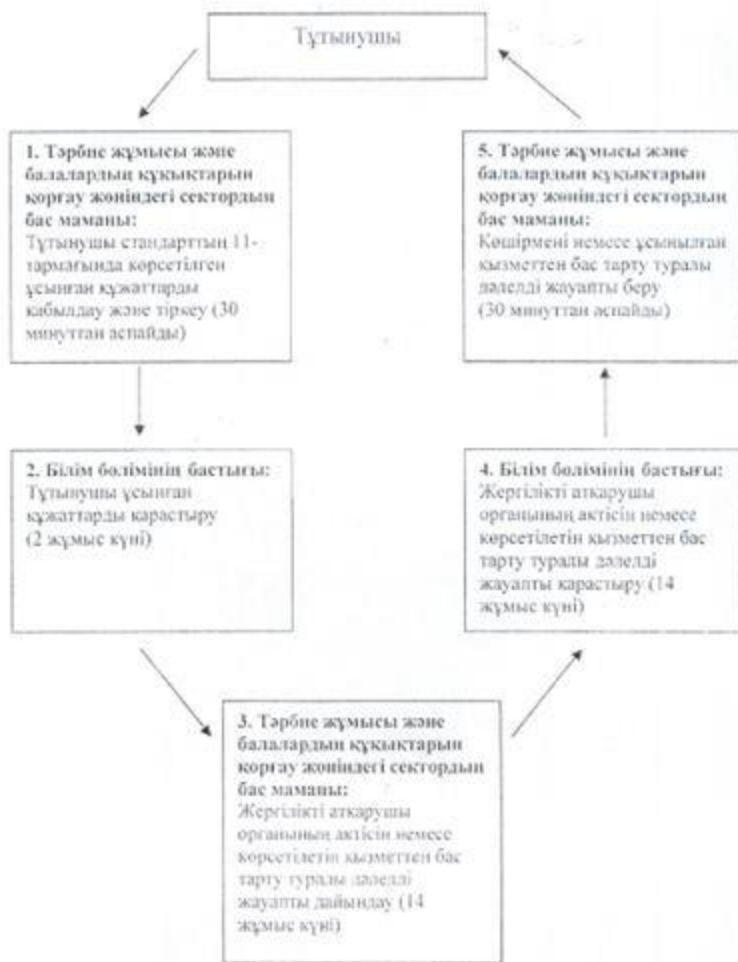 Тұтынушы
1. Тәрбие жұмысы және
балалардың құқықтарын
қорғау жөніндегі сектордың
бас маманы:
Тұтынушы стандарттың 11-
тармағында көрсетілген
ұсынған құжаттарды
қабылдау және тіркеу (30
минуттан аспайды)
2. Білім бөлімінің бастығы:
Тұтынушы ұсынған
құжаттарды қарастыру
(2 жұмыс күні)
3. Тәрбие жұмысы және
балалардың құқықтарын
қорғау жөніндегі сектордың
бас маманы:
Жергілікті атқарушы
органының актісін немесе
көрсетілетін қызметтен бас
тарту туралы дәлелді
жауапты дайындау (14
жұмыс күні)
4. Білім бөлімінің бастығы:
Жергілікті атқарушы
органының актісін немесе
көрсетілетін қызметтен бас
тарту туралы дәлелді
жауапты қарастыру (14
жұмыс күні)
5. Тәрбие жұмысы және
балалардың құқықтарын
қорғау жөніндегі сектордың
бас маманы:
Көшірмені немесе ұсынылған
қызметтен бас тарту туралы
дәлелді жауапты беру
(30 минуттан аспайды)